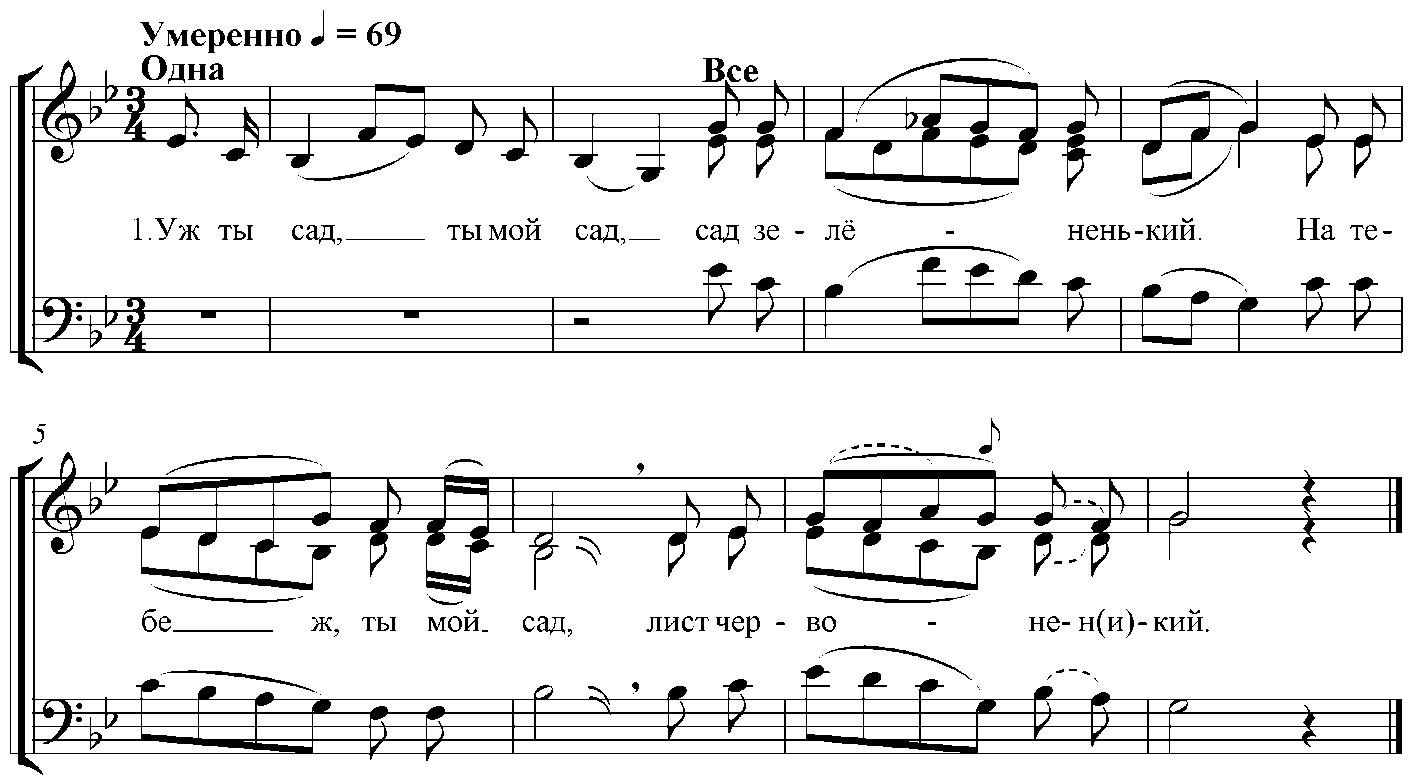 Умеренно ♩ = 69
Одна
Все
1.Уж ты сад, ты мой сад, сад зе - лё - нень-кий. На те-
5
бе ж, ты мой сад, лист чер - во - не- н(и)- кий.